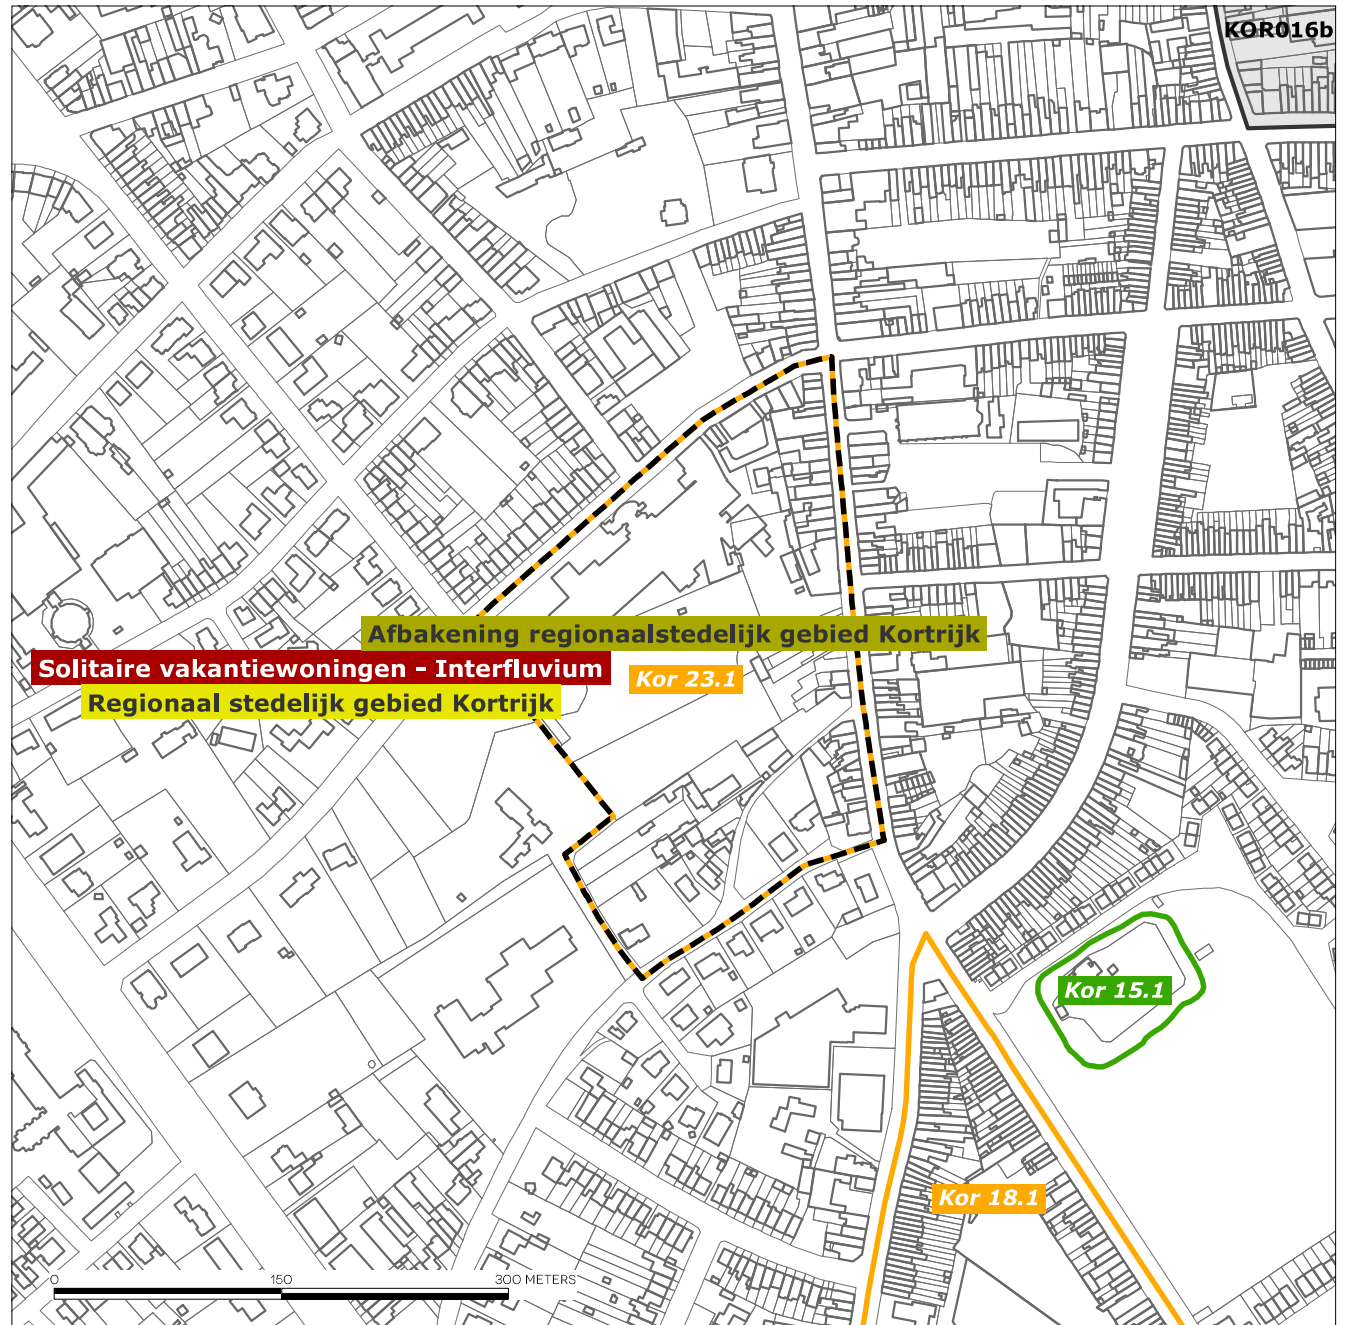 KOR016b
Afbakening regionaalstedelijk gebied Kortrijk
Solitaire vakantiewoningen - Interfluvium
Kor 23.1
Regionaal stedelijk gebied Kortrijk
Kor 15.1
Kor 18.1
0 150 300 METERS